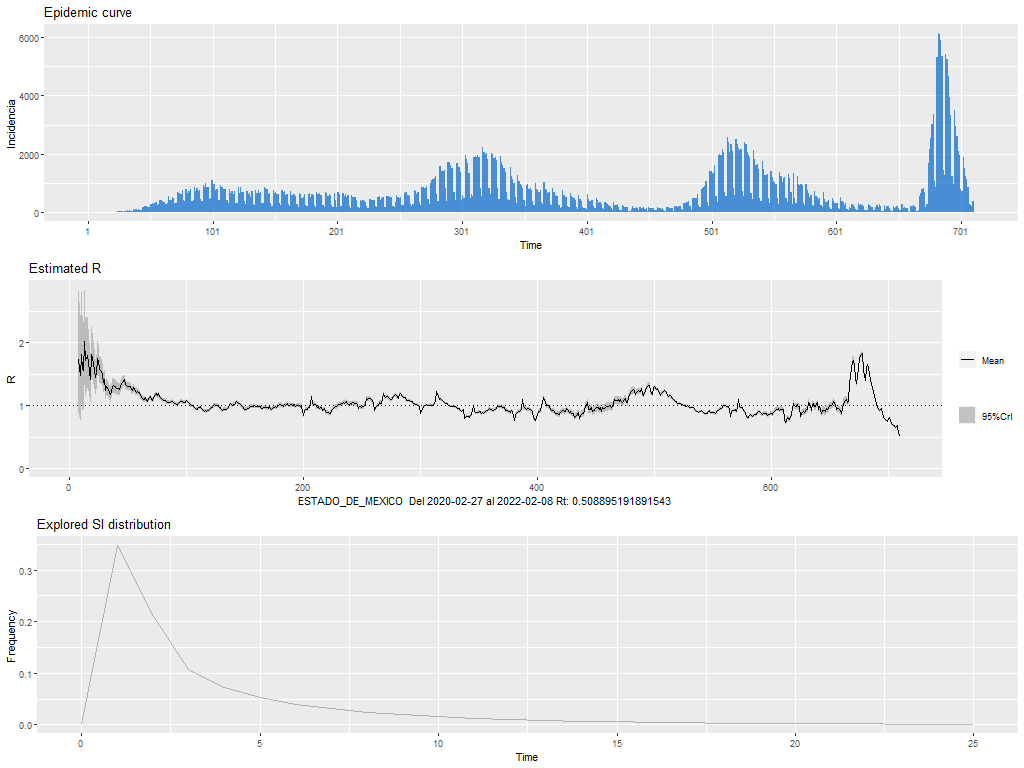 Epidemic curve
6000
4000
2000
0
Incidencia
1 101 201 301 401 501 601 701
Time
Estimated R
2
1
0
R
0 200 400 600
ESTADO_DE_MEXICO Del 2020-02-27 al 2022-02-08 Rt: 0.508895191891543
Mean
95%CrI
Explored SI distribution
0.3
0.2
0.1
0.0
Frequency
0 5 10 15 20 25
Time